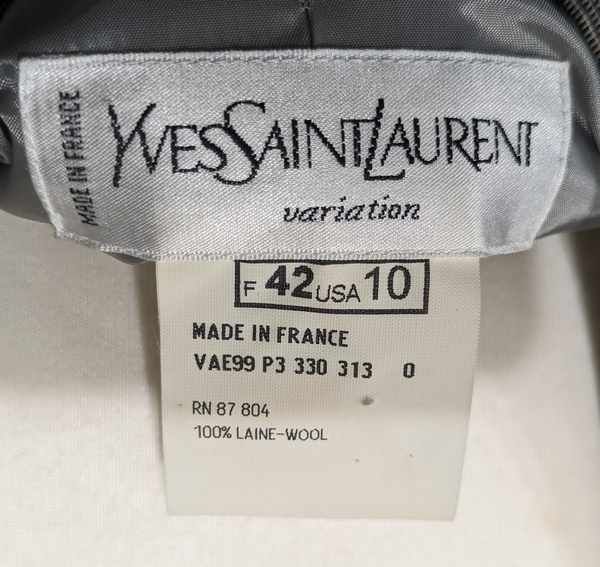 MADE IN FRANCE
YVESSAINTLAURENT
variation
F 42 USA 10
MADE IN FRANCE
VAE99 P3 330 313 0
RN 87 804
100% LAINE-WOOL